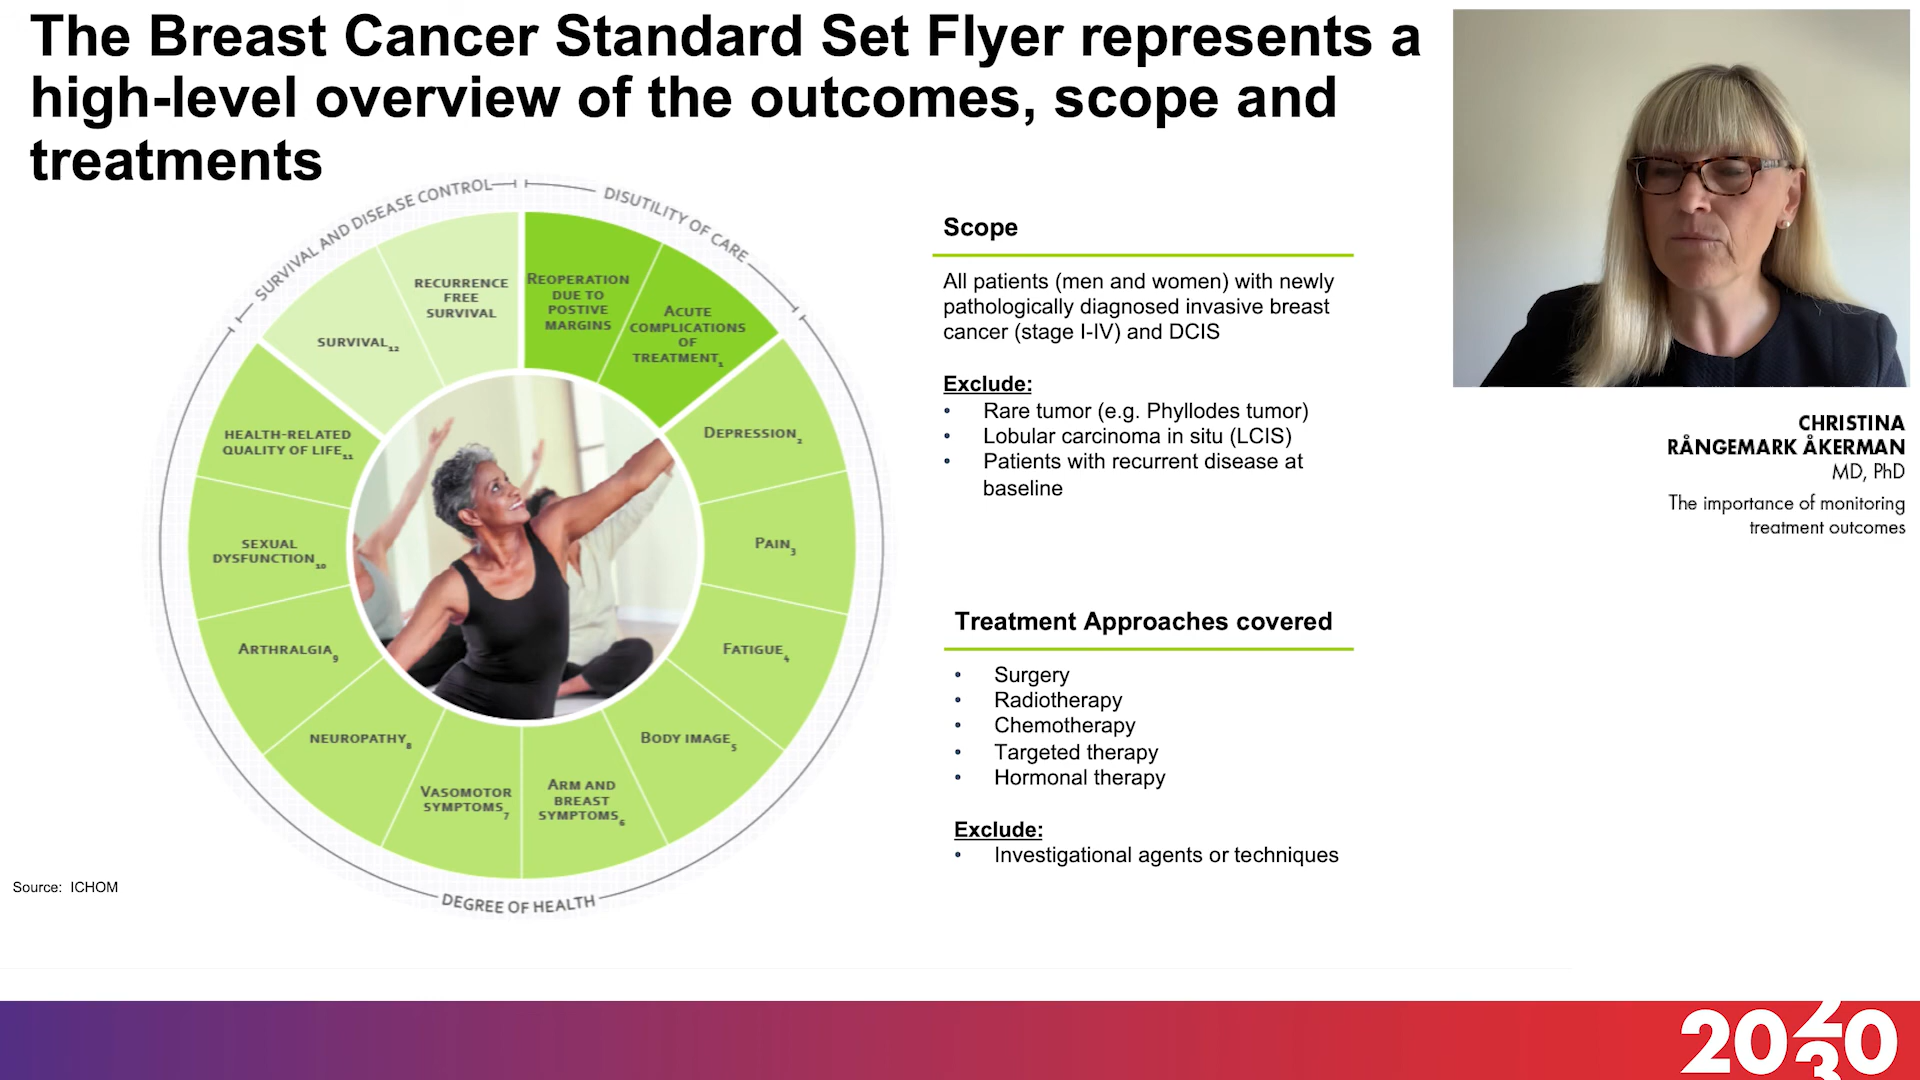 The Breast Cancer Standard Set Flyer represents a
high-level overview of the outcomes, scope and
treatments
SURVIVAL AND DISEASE CONTROL
DISUTILITY OF CARE
RECURRENCE
FREE
SURVIVAL
REOPERATION
DUE TO
POSTIVE
MARGINS
ACUTE
COMPLICATIONS
OF
TREATMENT1
SURVIVAL12
DEPRESSION2
HEALTH-RELATED
QUALITY OF LIFE11
PAIN3
SEXUAL
DYSFUNCTION10
FATIGUE4
ARTHRALGIA9
BODY IMAGE5
NEUROPATHY8
ARM AND
BREAST
SYMPTOMS6
VASOMOTOR
SYMPTOMS7
DEGREE OF HEALTH
Source: ICHOM
Scope
All patients (men and women) with newly
pathologically diagnosed invasive breast
cancer (stage I-IV) and DCIS
Exclude:
• Rare tumor (e.g. Phyllodes tumor)
• Lobular carcinoma in situ (LCIS)
• Patients with recurrent disease at
baseline
Treatment Approaches covered
• Surgery
• Radiotherapy
• Chemotherapy
• Targeted therapy
• Hormonal therapy
Exclude:
• Investigational agents or techniques
CHRISTINA
RÅNGEMARK ÅKERMAN
MD, PhD
The importance of monitoring
treatment outcomes